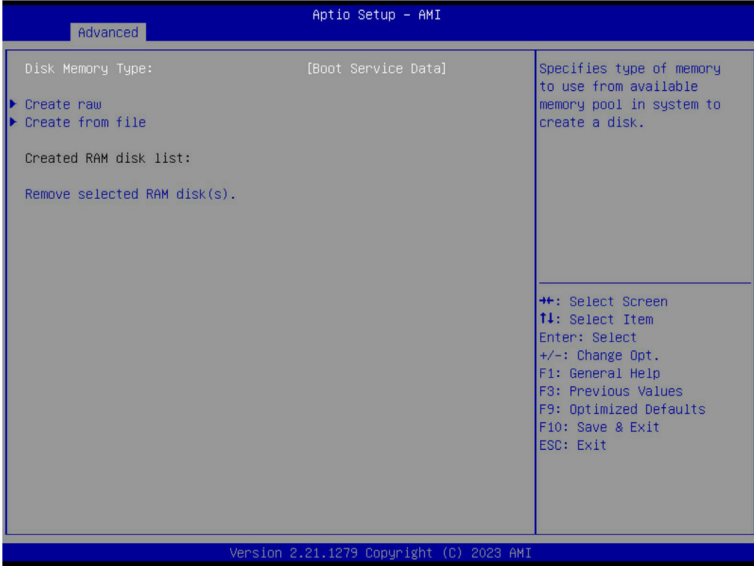 Aptio Setup – AMI
Advanced
Disk Memory Type: [Boot Service Data]
Create raw
Create from file
Created RAM disk list:
Remove selected RAM disk(s).
Specifies type of memory
to use from available
memory pool in system to
create a disk.
→←: Select Screen
↑↓: Select Item
Enter: Select
+/-: Change Opt.
F1: General Help
F3: Previous Values
F9: Optimized Defaults
F10: Save & Exit
ESC: Exit
Version 2.21.1279 Copyright (C) 2023 AMI